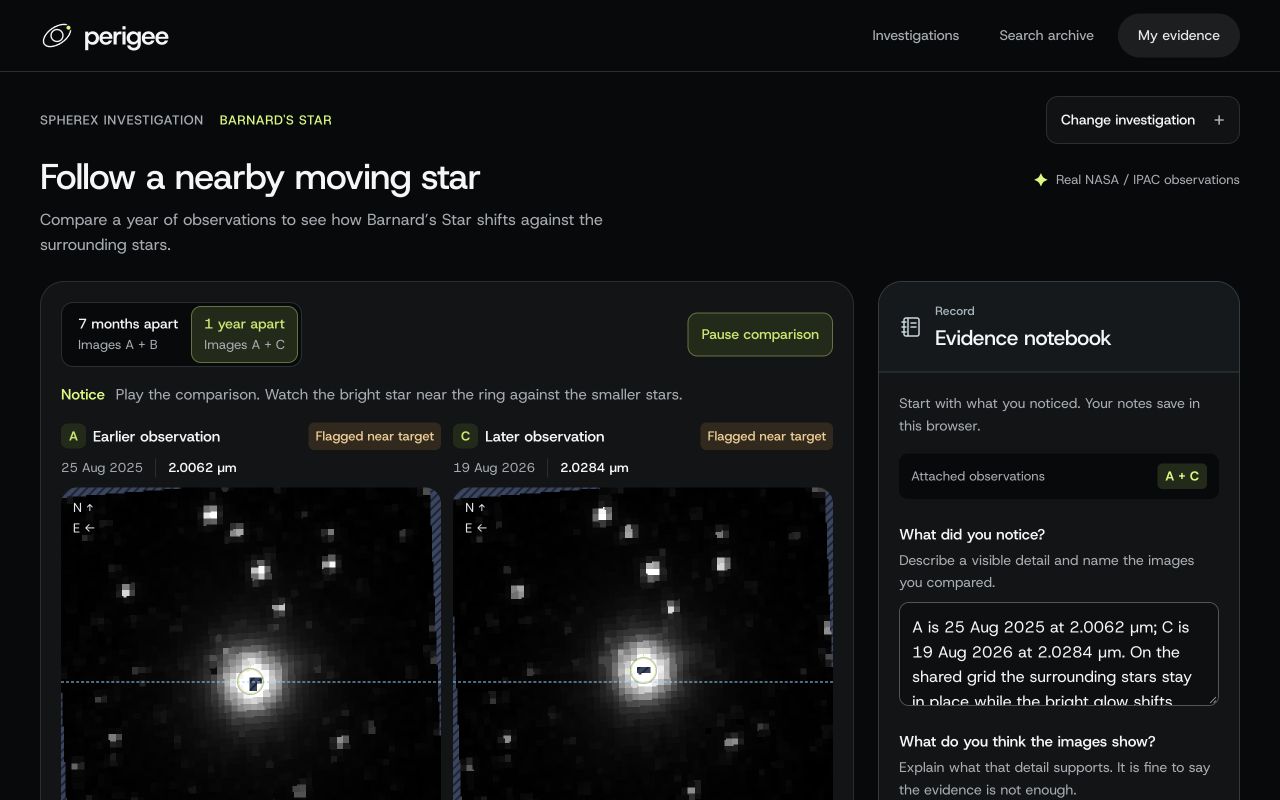 perigee
Investigations
Search archive
My evidence
SPHEREX INVESTIGATION BARNARD'S STAR
Change investigation +
Follow a nearby moving star
Real NASA / IPAC observations
Compare a year of observations to see how Barnard’s Star shifts against the
surrounding stars.
7 months apart
Images A + B
1 year apart
Images A + C
Pause comparison
Notice Play the comparison. Watch the bright star near the ring against the smaller stars.
A Earlier observation
Flagged near target
25 Aug 2025 2.0062 µm
N ↑
E ←
C Later observation
Flagged near target
19 Aug 2026 2.0284 µm
N ↑
E ←
Record
Evidence notebook
Start with what you noticed. Your notes save in
this browser.
Attached observations
A + C
What did you notice?
Describe a visible detail and name the images
you compared.
A is 25 Aug 2025 at 2.0062 µm; C is
19 Aug 2026 at 2.0284 µm. On the
shared grid the surrounding stars stay
in place while the bright glow shifts
What do you think the images show?
Explain what that detail supports. It is fine to say
the evidence is not enough.